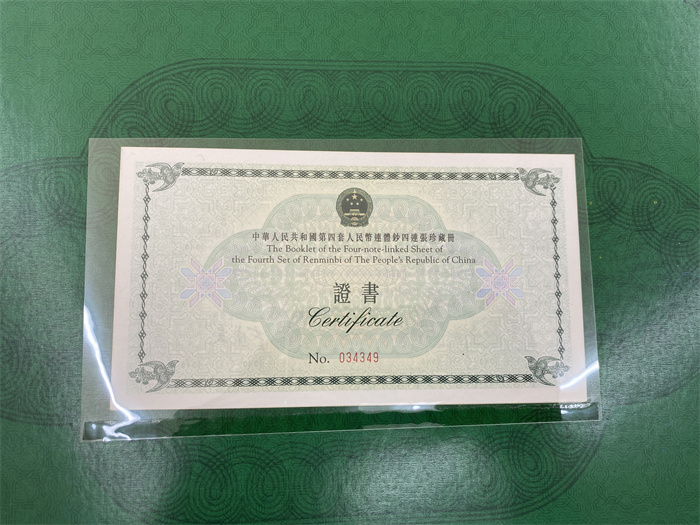 中華人民共和國第四套人民幣連體鈔四連張珍藏冊
The Booklet of the Four-note-linked Sheet of
the Fourth Set of Renminbi of The People's Republic of China
證書
Certificate
No. 034349